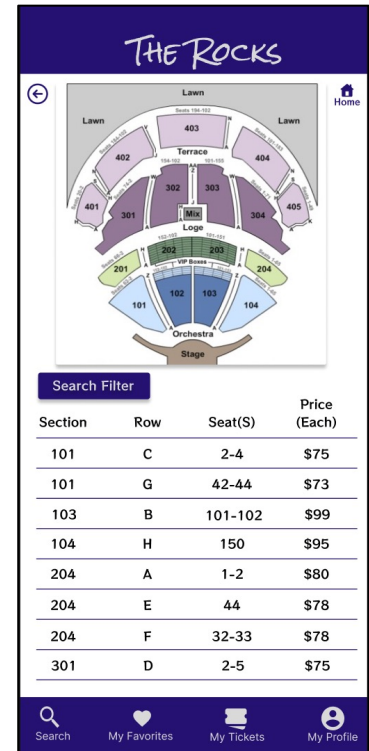 THE ROCKS
Home
Lawn
Seats 104-102
Lawn
403
Lawn
402
Terrace
404
104-102
101-105
401
302
303
405
301
Mix
304
Loge
102-102
101-151
202
203
201
VIP Boxes
204
101
102
103
104
Orchestra
Stage
Search Filter
Section Row Seat(S) Price (Each)
101 C 2-4 $75
101 G 42-44 $73
103 B 101-102 $99
104 H 150 $95
204 A 1-2 $80
204 E 44 $78
204 F 32-33 $78
301 D 2-5 $75
Search My Favorites My Tickets My Profile